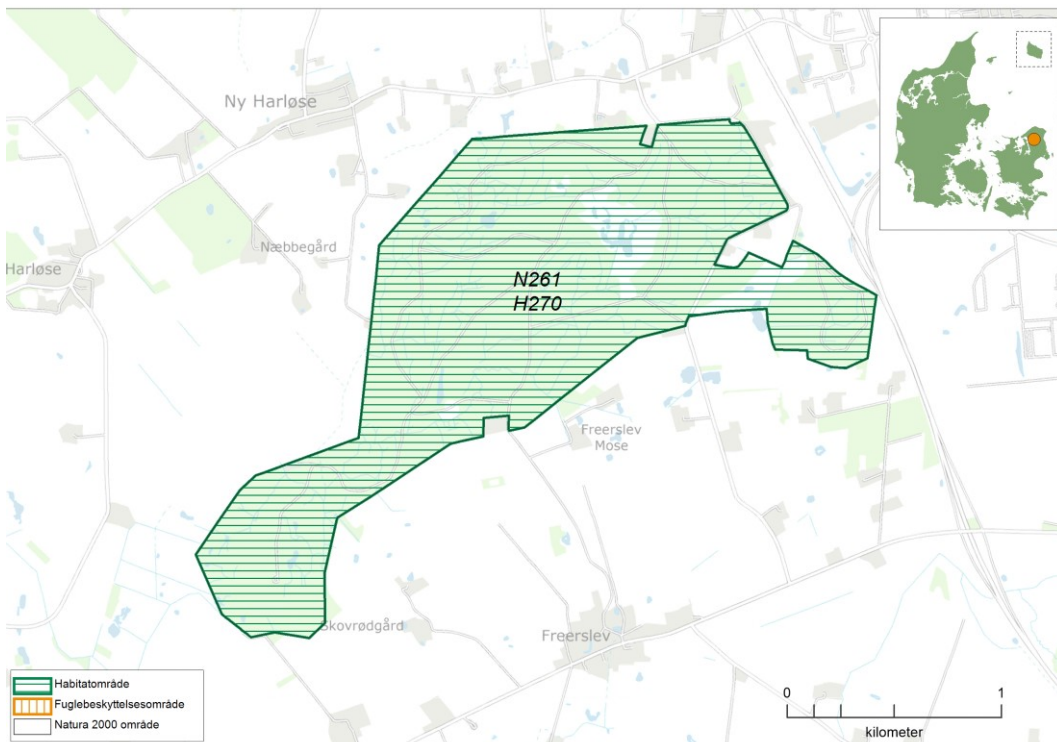 Ny Harløse
Næbbegård
Harløse
N261
H270
Freerslev
Mose
Skovrødgård
Freerslev
Habitatområde
Fuglebeskyttelsesområde
Natura 2000 område
0
1
kilometer